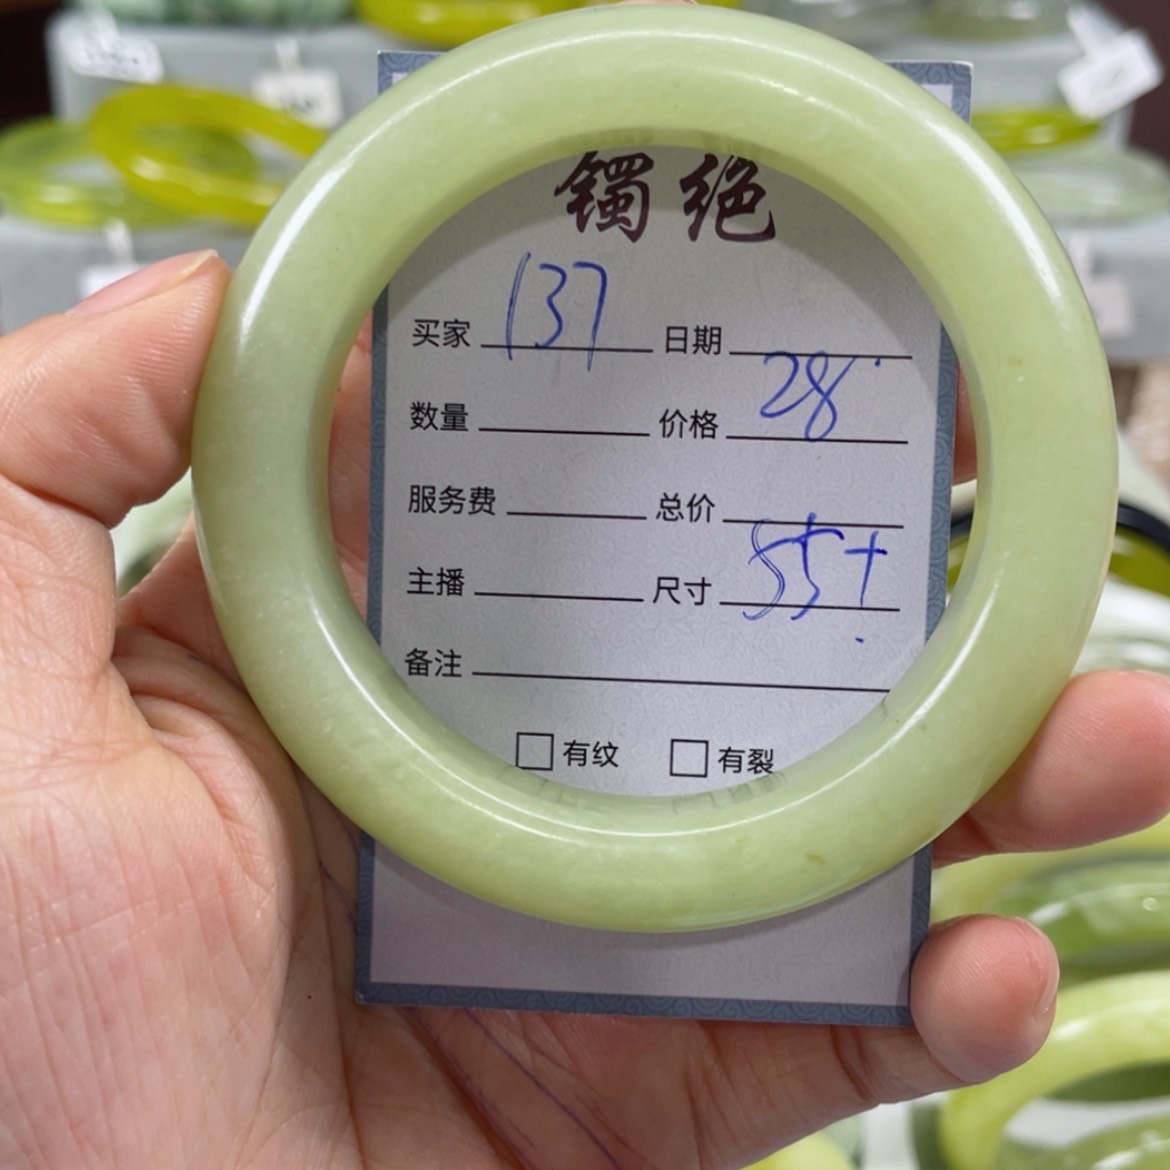 镯绝
买家 137 日期
数量 价格 28
服务费 总价
主播 尺寸 55+
备注
有纹 有裂